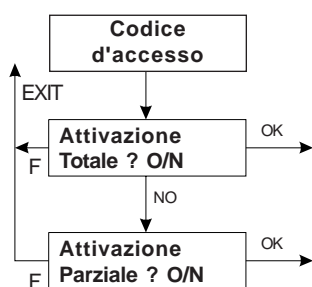 Codice
d'accesso
EXIT
Attivazione
Totale ? O/N
OK
F
NO
Attivazione
Parziale ? O/N
OK
F